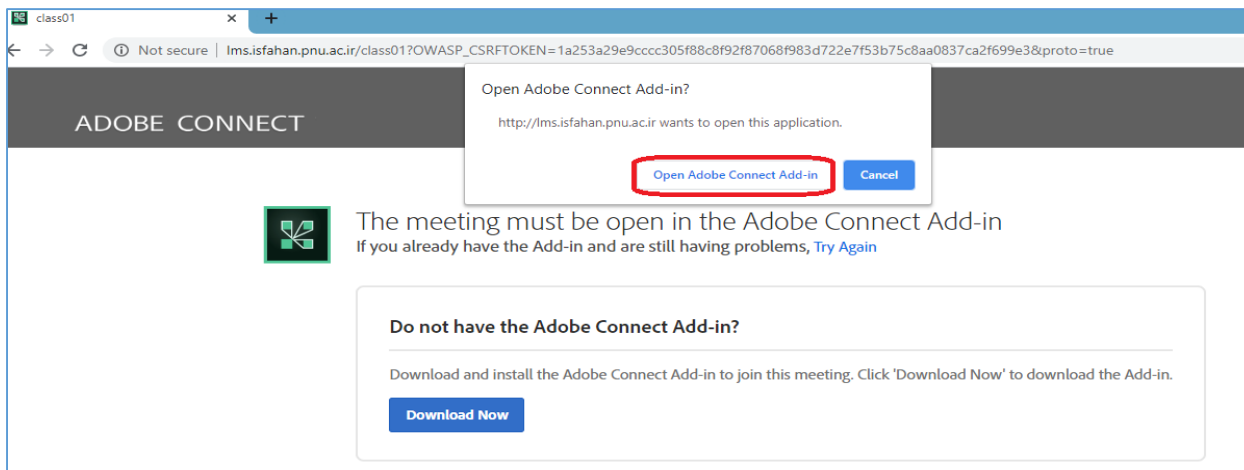 class01
Not secure | lms.isfahan.pnu.ac.ir/class01?OWASP_CSRFTOKEN=1a253a29e9cccc305f88c8f92f87068f983d722e7f53b75c8aa0837ca2f699e3&proto=true
Open Adobe Connect Add-in?
http://lms.isfahan.pnu.ac.ir wants to open this application.
Open Adobe Connect Add-in Cancel
ADOBE CONNECT
The meeting must be open in the Adobe Connect Add-in
If you already have the Add-in and are still having problems, Try Again
Do not have the Adobe Connect Add-in?
Download and install the Adobe Connect Add-in to join this meeting. Click 'Download Now' to download the Add-in.
Download Now